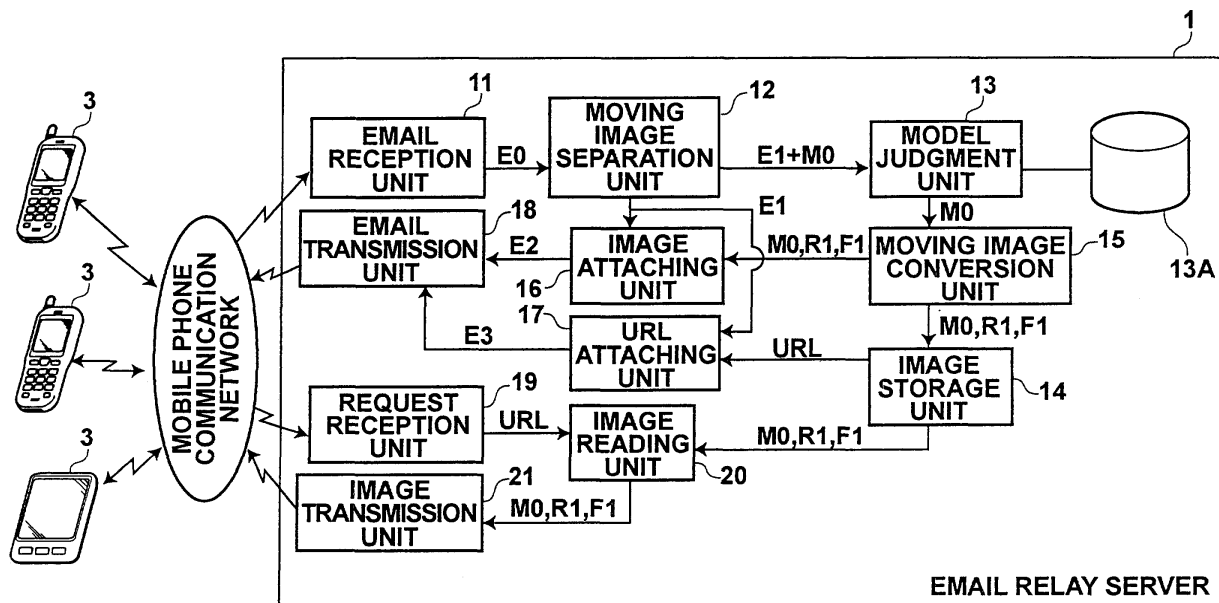 1
3
11
EMAIL
RECEPTION
UNIT
E0
12
MOVING
IMAGE
SEPARATION
UNIT
E1+M0
13
MODEL
JUDGMENT
UNIT
13A
E1
M0
18
EMAIL
TRANSMISSION
UNIT
E2
IMAGE
ATTACHING
UNIT
16
M0,R1,F1
MOVING IMAGE
CONVERSION
UNIT
15
3
MOBILE PHONE
COMMUNICATION
NETWORK
E3
17
URL
ATTACHING
UNIT
URL
M0,R1,F1
IMAGE
STORAGE
UNIT
14
19
REQUEST
RECEPTION
UNIT
URL
IMAGE
READING
UNIT
20
M0,R1,F1
3
21
IMAGE
TRANSMISSION
UNIT
M0,R1,F1
EMAIL RELAY SERVER